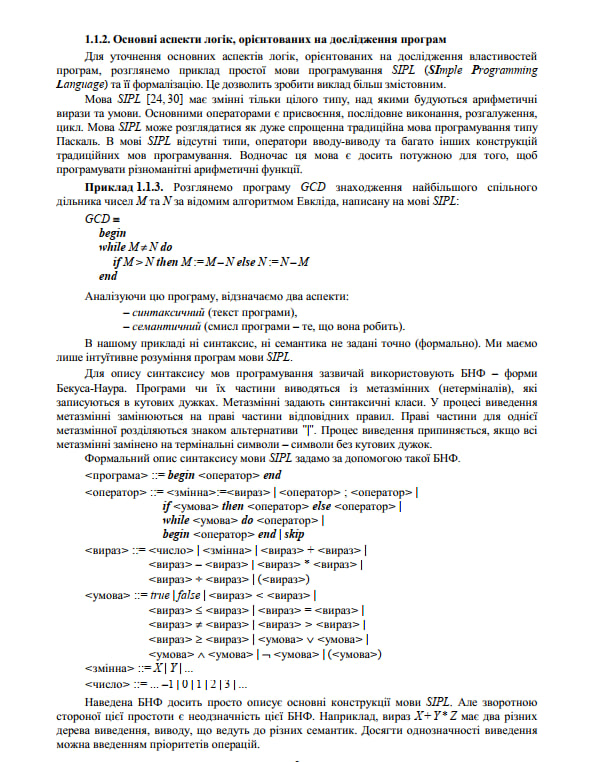 1.1.2. Основні аспекти логік, орієнтованих на дослідження програм
Для уточнення основних аспектів логік, орієнтованих на дослідження властивостей
програм, розглянемо приклад простої мови програмування SIPL (SImple Programming
Language) та її формалізацію. Це дозволить зробити виклад більш змістовним.
Мова SIPL [24, 30] має змінні тільки цілого типу, над якими будуються арифметичні
вирази та умови. Основними операторами є присвоєння, послідовне виконання, розгалуження,
цикл. Мова SIPL може розглядатися як дуже спрощена традиційна мова програмування типу
Паскаль. В мові SIPL відсутні типи, оператори вводу-виводу та багато інших конструкцій
традиційних мов програмування. Водночас ця мова є досить потужною для того, щоб
програмувати різноманітні арифметичні функції.
Приклад 1.1.3. Розглянемо програму GCD знаходження найбільшого спільного
дільника чисел M та N за відомим алгоритмом Евкліда, написану на мові SIPL:
GCD ≡
begin
while M ≠ N do
if M > N then M := M – N else N := N – M
end
Аналізуючи цю програму, відзначаємо два аспекти:
– синтаксичний (текст програми),
– семантичний (смисл програми – те, що вона робить).
В нашому прикладі ні синтаксис, ні семантика не задані точно (формально). Ми маємо
лише інтуїтивне розуміння програм мови SIPL.
Для опису синтаксису мов програмування зазвичай використовують БНФ – форми
Бекуса-Наура. Програми чи їх частини виводяться із метазмінних (нетерміналів), які
записуються в кутових дужках. Метазмінні задають синтаксичні класи. У процесі виведення
метазмінні замінюються на праві частини відповідних правил. Праві частини для однієї
метазмінної розділяються знаком альтернативи "|". Процес виведення припиняється, якщо всі
метазмінні замінено на термінальні символи – символи без кутових дужок.
Формальний опис синтаксису мови SIPL задамо за допомогою такої БНФ.
<програма> ::= begin <оператор> end
<оператор> ::= <змінна>:=<вираз> | <оператор> ; <оператор> |
if <умова> then <оператор> else <оператор> |
while <умова> do <оператор> |
begin <оператор> end | skip
<вираз> ::= <число> | <змінна> | <вираз> + <вираз> |
<вираз> – <вираз> | <вираз> * <вираз> |
<вираз> ÷ <вираз> | (<вираз>)
<умова> ::= true | false | <вираз> < <вираз> |
<вираз> ≤ <вираз> | <вираз> = <вираз> |
<вираз> ≠ <вираз> | <вираз> > <вираз> |
<вираз> ≥ <вираз> | <умова> ∨ <умова> |
<умова> ∧ <умова> | ¬ <умова> | (<умова>)
<змінна> ::= X | Y | ...
<число> ::= ... –1 | 0 | 1 | 2 | 3 | ...
Наведена БНФ досить просто описує основні конструкції мови SIPL. Але зворотною
стороною цієї простоти є неодзначність цієї БНФ. Наприклад, вираз X + Y * Z має два різних
дерева виведення, виводу, що ведуть до різних семантик. Досягти однозначності виведення
можна введенням пріоритетів операцій.